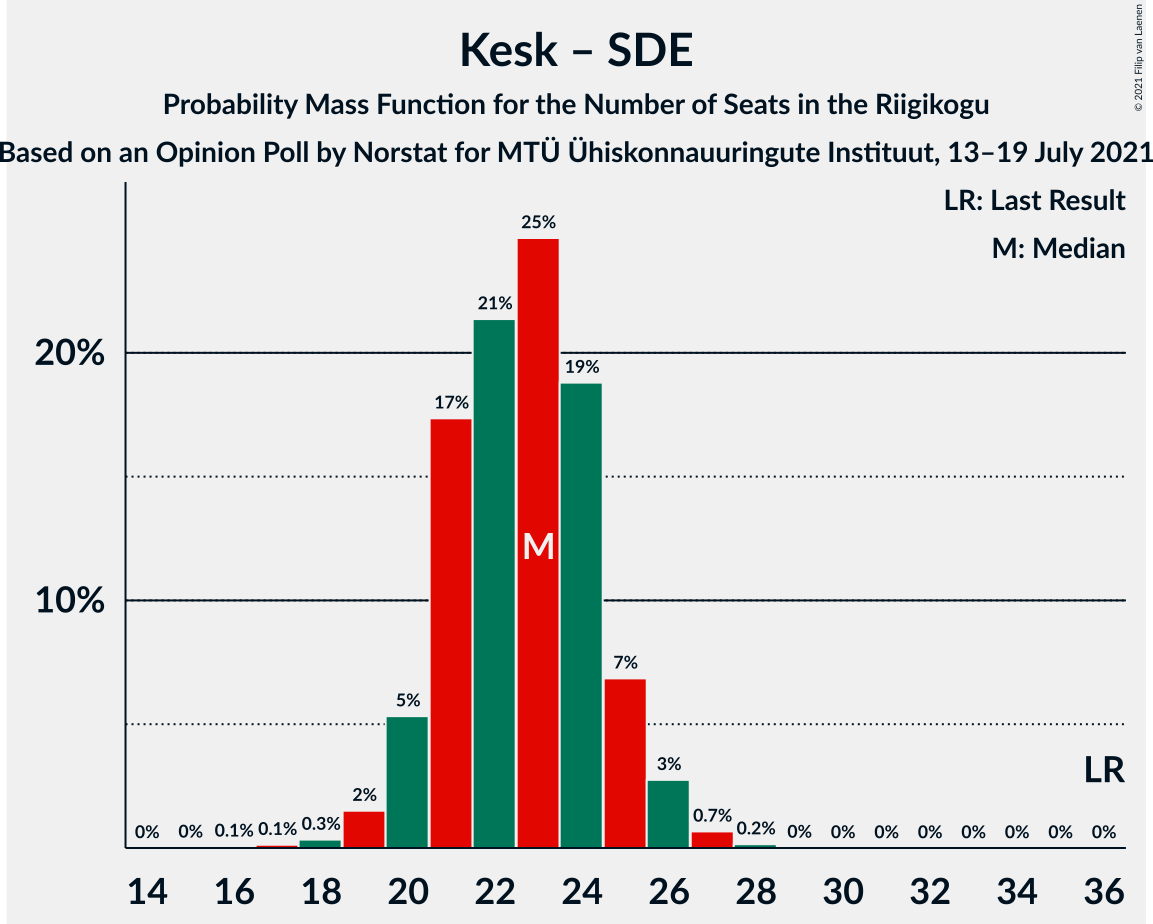 Kesk – SDE
Probability Mass Function for the Number of Seats in the Riigikogu
Based on an Opinion Poll by Norstat for MTÜ Ühiskonnauuringute Instituut, 13–19 July 2021
© 2021 Filip van Laenen
LR: Last Result
M: Median
25%
21%
20%
19%
17%
M
10%
7%
5%
3%
LR
2%
0% 0% 0.1% 0.1% 0.3% 0.7% 0.2% 0% 0% 0% 0% 0% 0% 0% 0%
14 16 18 20 22 24 26 28 30 32 34 36